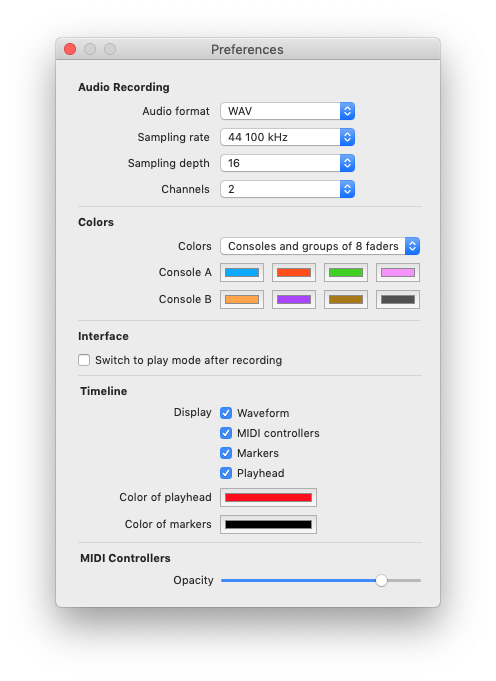 Preferences
Audio Recording
Audio format WAV
Sampling rate 44 100 kHz
Sampling depth 16
Channels 2
Colors
Colors Consoles and groups of 8 faders
Console A
Console B
Interface
Switch to play mode after recording
Timeline
Display Waveform
MIDI controllers
Markers
Playhead
Color of playhead
Color of markers
MIDI Controllers
Opacity